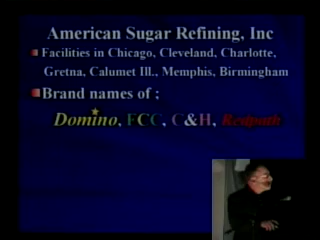 American Sugar Refining, Inc
Facilities in Chicago, Cleveland, Charlotte,
Gretna, Calumet Ill., Memphis, Birmingham
Brand names of ;
Domino, FCC, C&H, Redpath